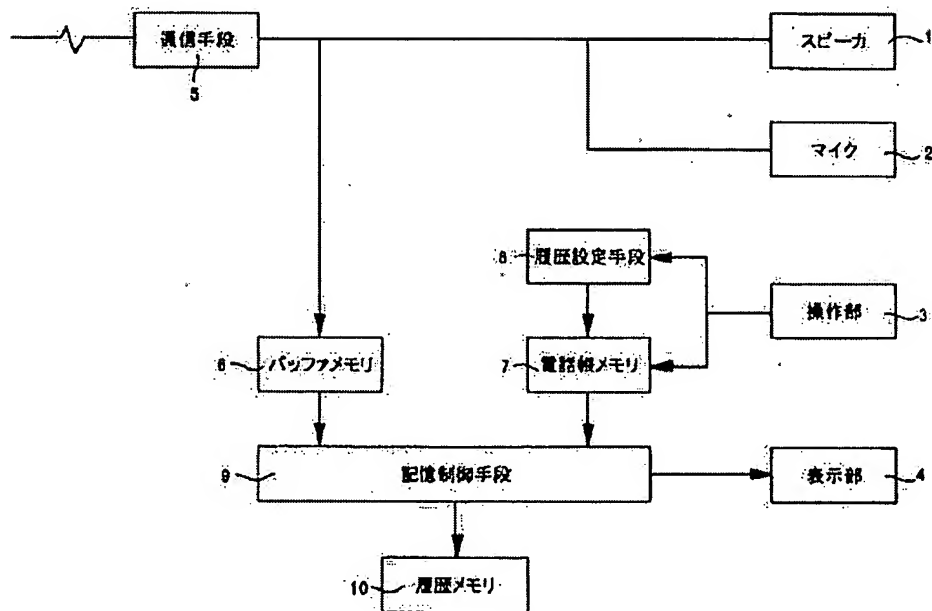 通信手段
5
スピーカ
1
マイク
2
8
履歴設定手段
操作部
3
6
バッファメモリ
7
電話帳メモリ
9
記憶制御手段
表示部
4
10
履歴メモリ